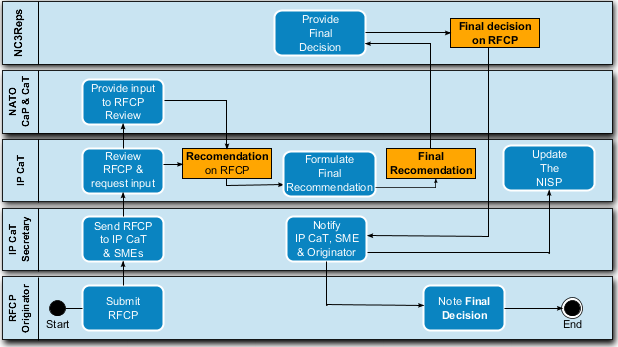 NC3Reps
Provide
Final
Decision
Final decision
on RFCP
NATO
CaP & CaT
Provide input
to RFCP
Review
IP CaT
Review
RFCP &
request input
Recomendation
on RFCP
Formulate
Final
Recommendation
Final
Recomendation
Update
The
NISP
IP CaT
Secretary
Send RFCP
to IP CaT
& SMEs
Notify
IP CaT, SME
& Originator
RFCP
Originator
Start
Submit
RFCP
Note Final
Decision
End